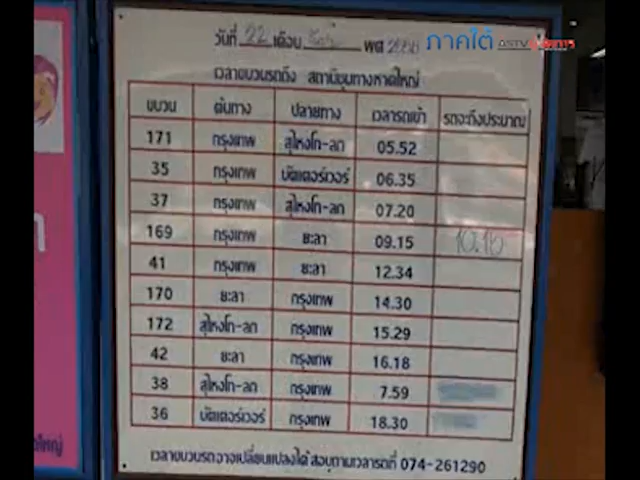 วันที่ 22 เดือน พศ 2556
ภาคใต้ ASTV ผู้จัดการ
เวลาขบวนรถถึง สถานีชุมทางหาดใหญ่
ขบวน ต้นทาง ปลายทาง เวลารถเข้า รถจะถึงประมาณ
171 กรุงเทพ สุไหงโก-ลก 05.52
35 กรุงเทพ บัตเตอร์เวอร์ 06.35
37 กรุงเทพ สุไหงโก-ลก 07.20
169 กรุงเทพ ยะลา 09.15 10.16
41 กรุงเทพ ยะลา 12.34
170 ยะลา กรุงเทพ 14.30
172 สุไหงโก-ลก กรุงเทพ 15.29
42 ยะลา กรุงเทพ 16.18
38 สุไหงโก-ลก กรุงเทพ 7.59
36 บัตเตอร์เวอร์ กรุงเทพ 18.30
เวลาขบวนรถอาจเปลี่ยนแปลงได้ สอบถามเวลารถที่ 074-261290